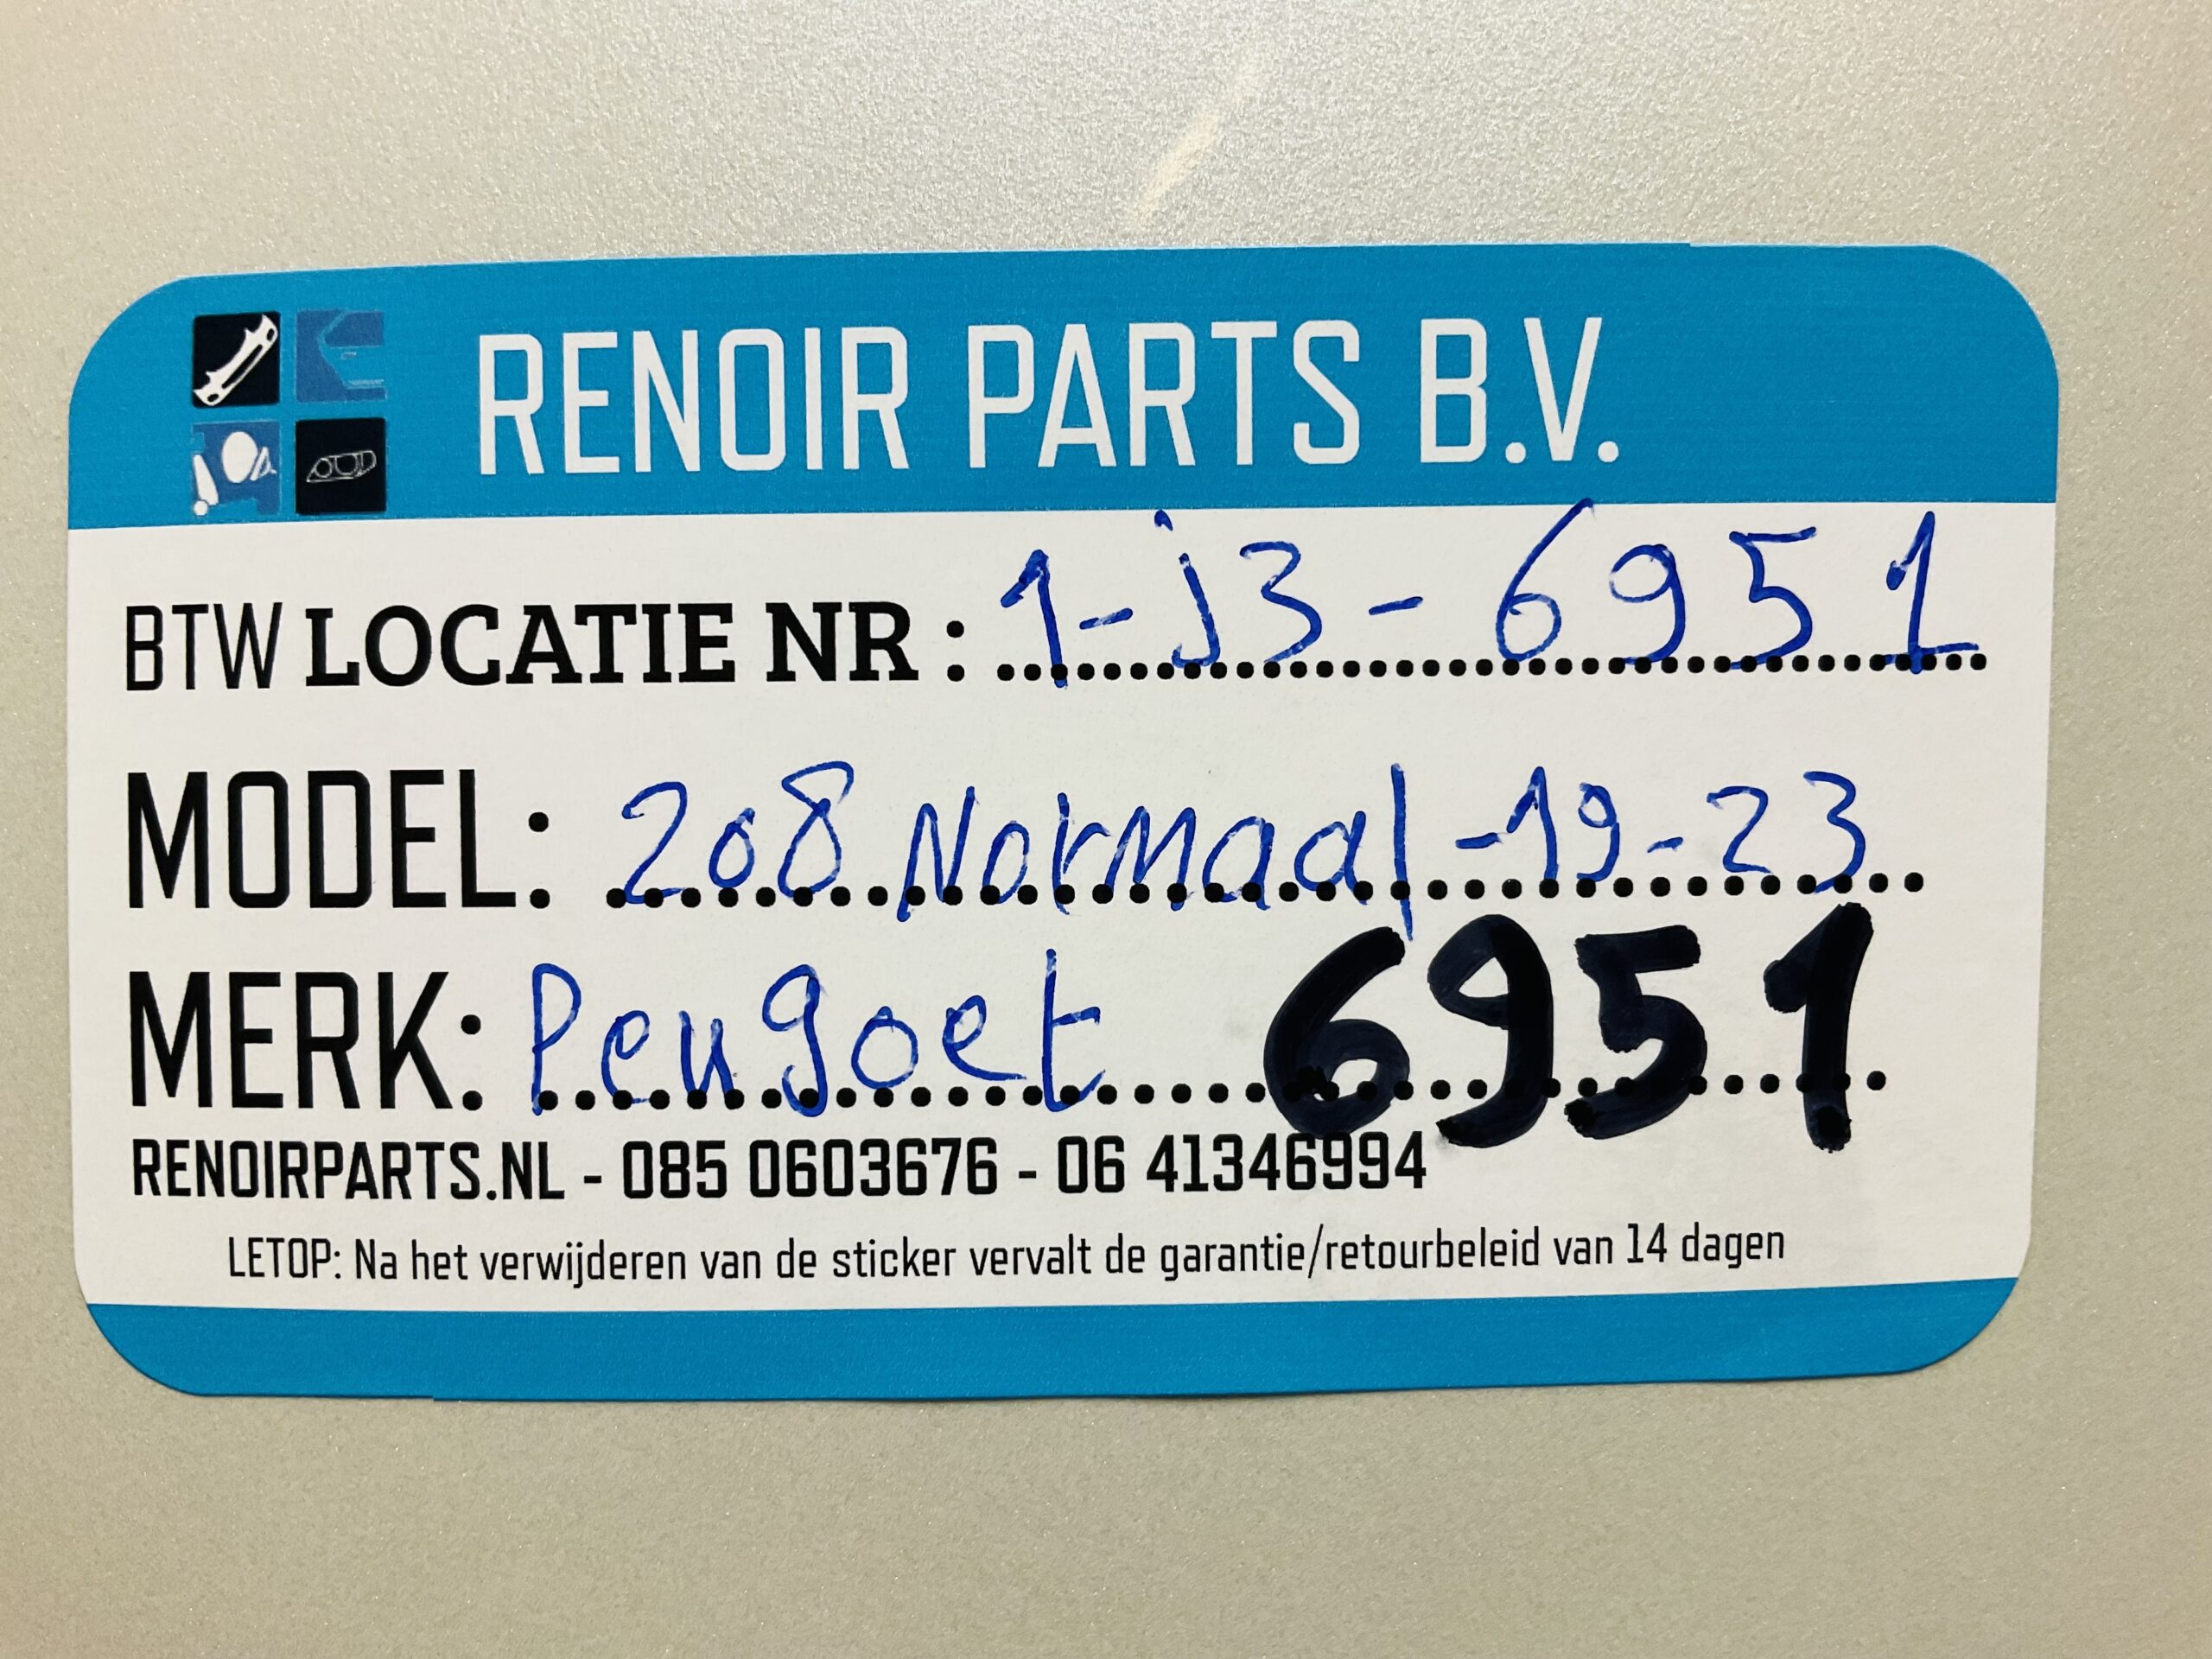 RENOIR PARTS B.V.
BTW LOCATIE NR : 1-j3-6951
MODEL: 208 Normaal-19-23
MERK: Peugoet 6951
RENOIRPARTS.NL - 085 0603676 - 06 41346994
LETOP: Na het verwijderen van de sticker vervalt de garantie/retourbeleid van 14 dagen